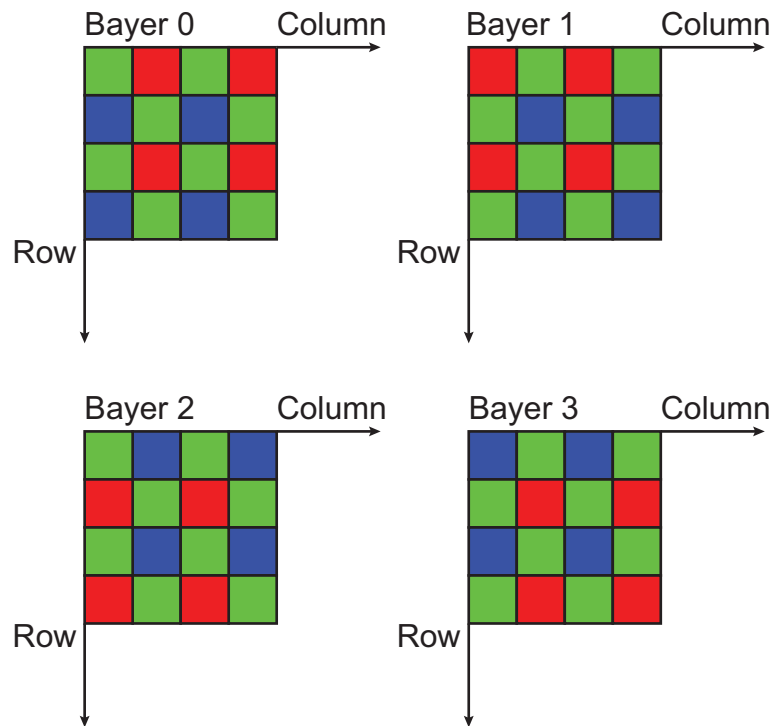 Bayer 0 Column
Bayer 1 Column
Row
Row
Bayer 2 Column
Bayer 3 Column
Row
Row